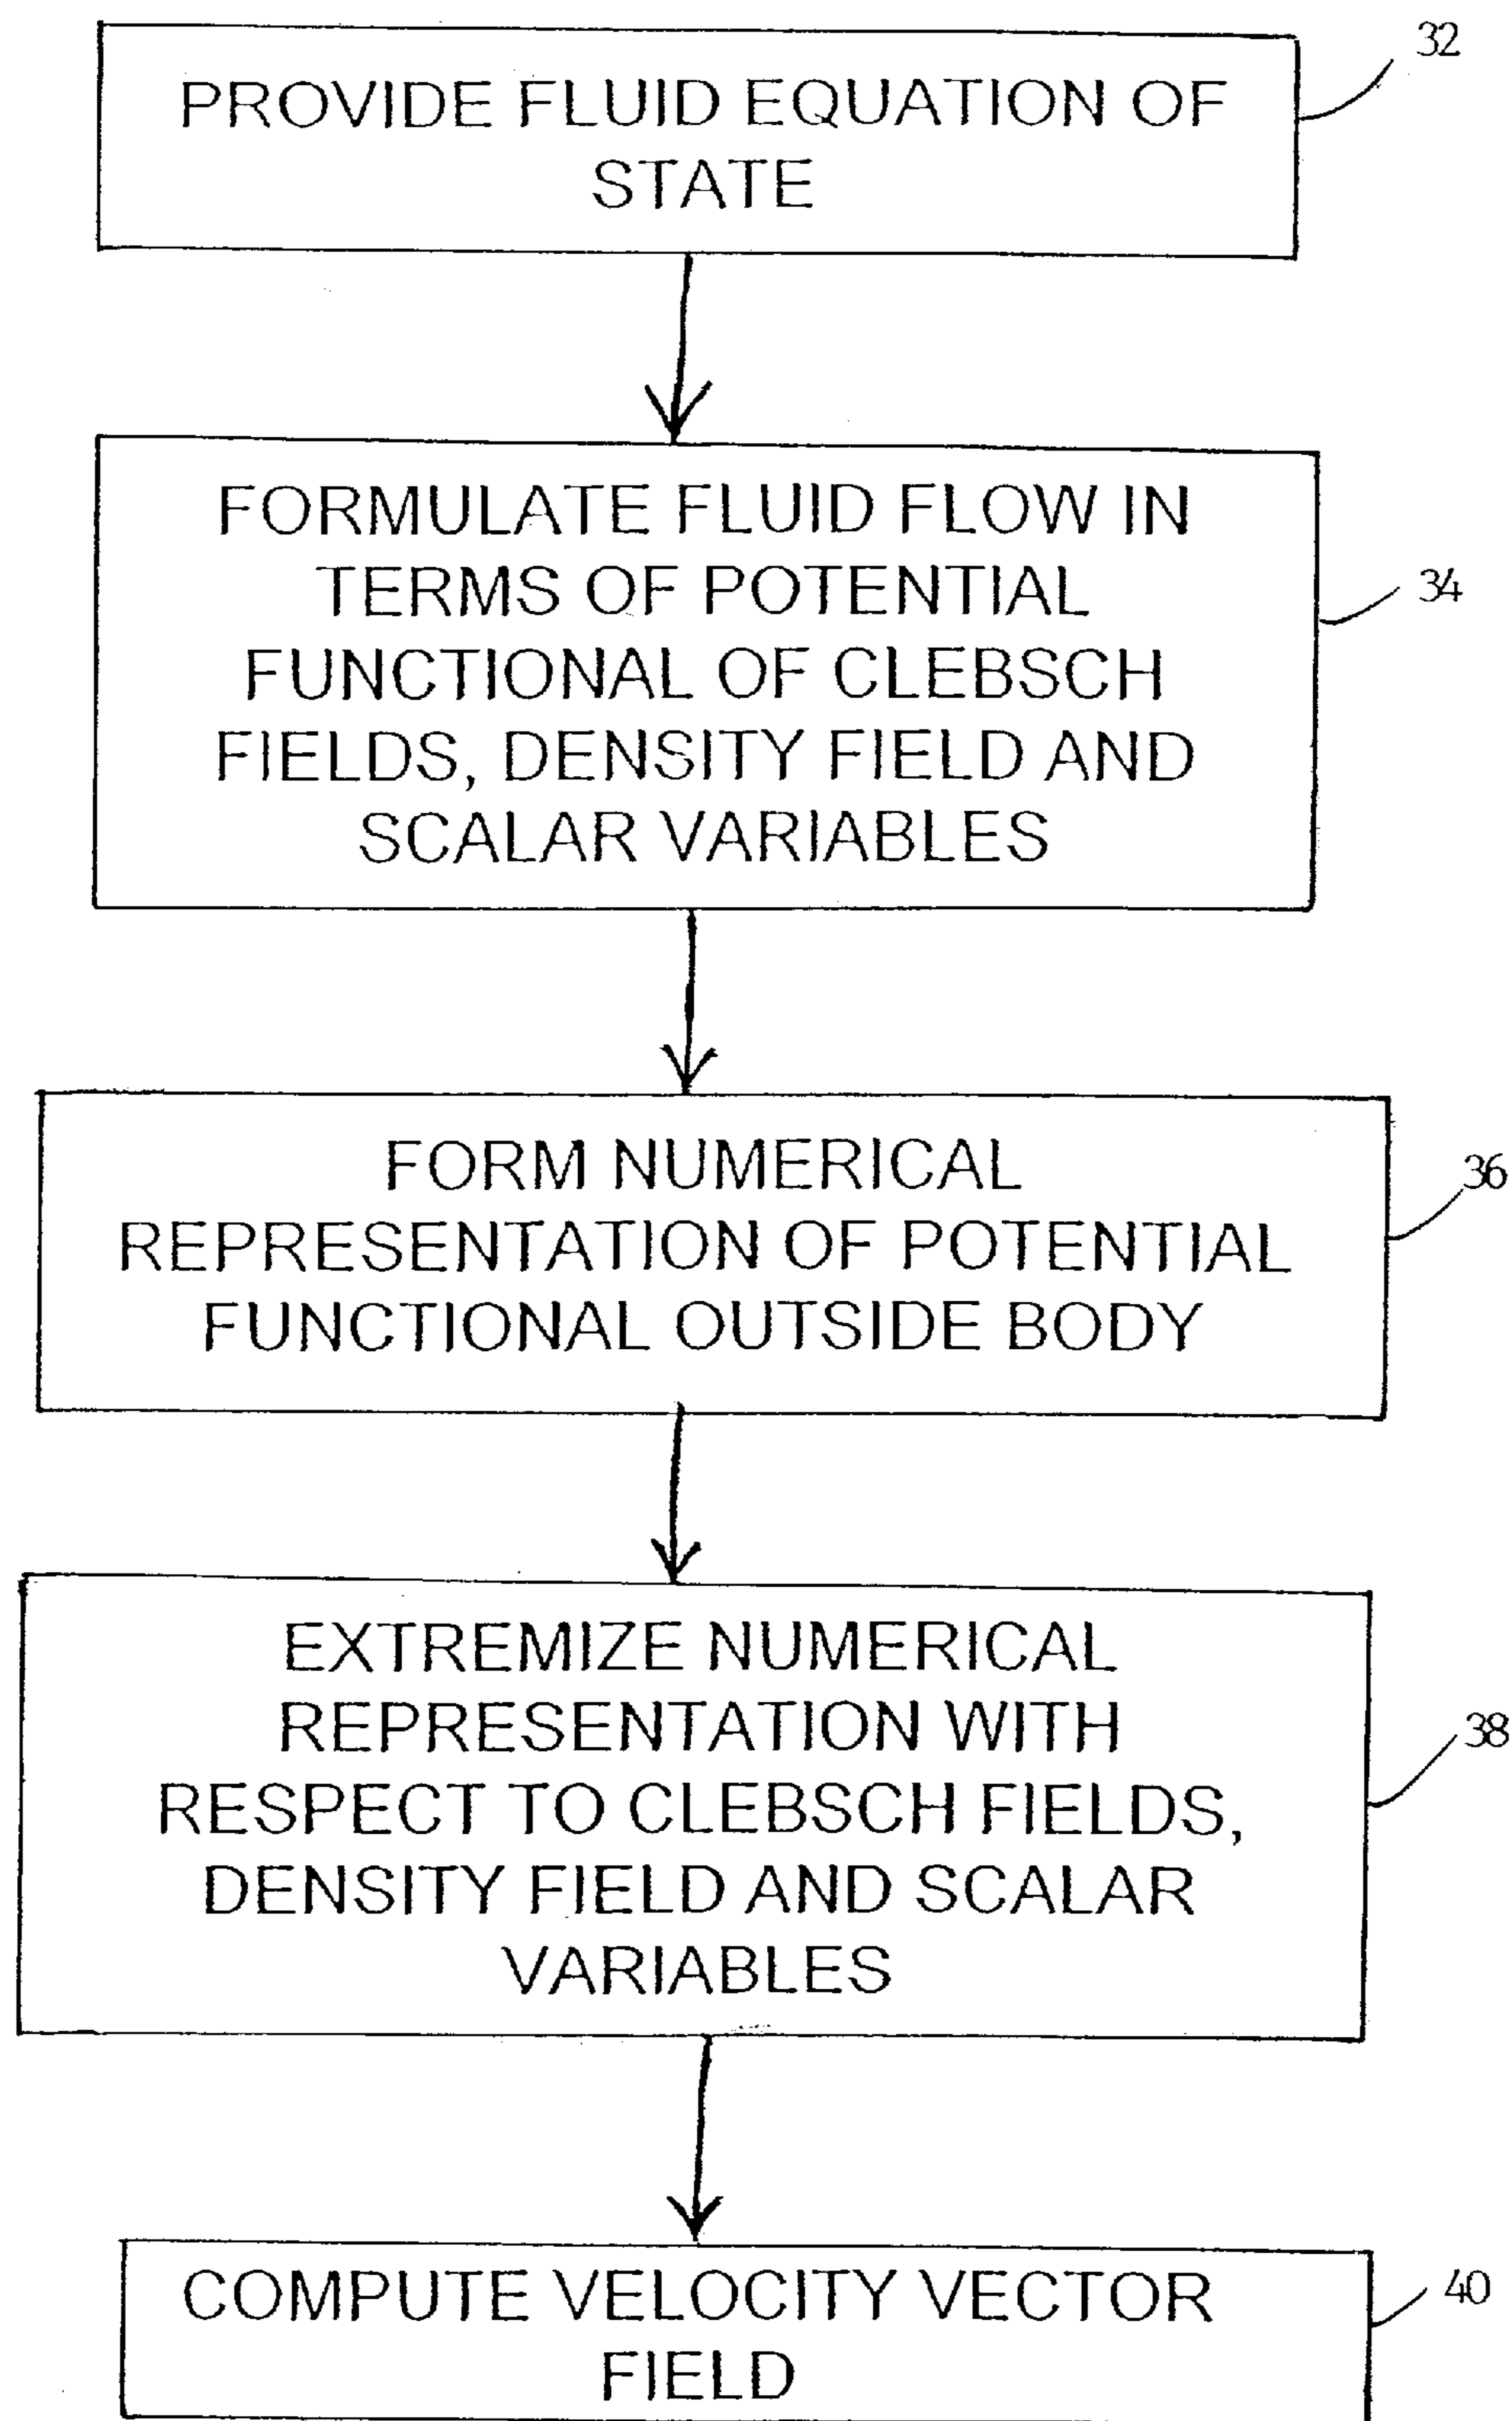 32
PROVIDE FLUID EQUATION OF
STATE
FORMULATE FLUID FLOW IN
TERMS OF POTENTIAL
FUNCTIONAL OF CLEBSCH
FIELDS, DENSITY FIELD AND
SCALAR VARIABLES
34
FORM NUMERICAL
REPRESENTATION OF POTENTIAL
FUNCTIONAL OUTSIDE BODY
36
EXTREMIZE NUMERICAL
REPRESENTATION WITH
RESPECT TO CLEBSCH FIELDS,
DENSITY FIELD AND SCALAR
VARIABLES
38
COMPUTE VELOCITY VECTOR
FIELD
40